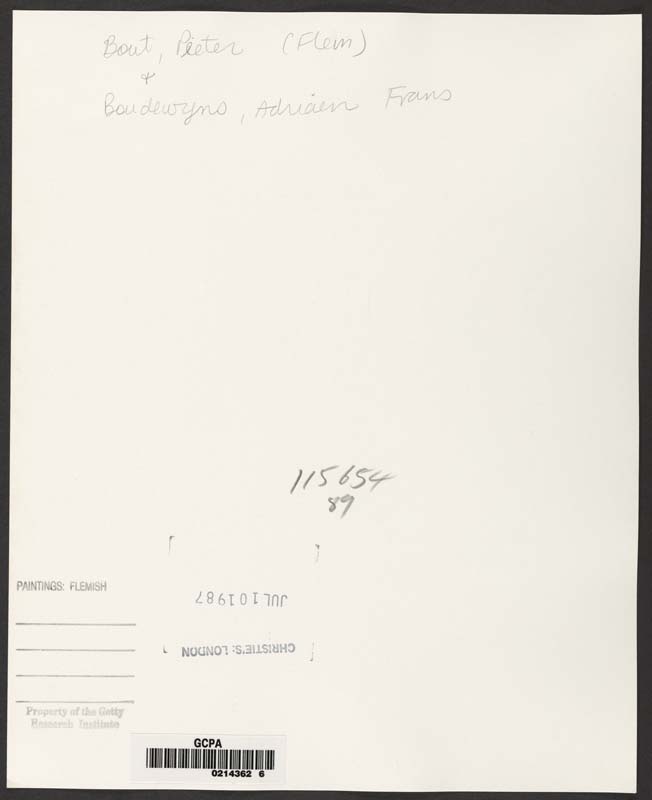 Bout, Pieter (Flem)
+
Boudewyns, Adriaen Frans
115654
89
PAINTINGS: FLEMISH
JUL 10 1987
CHRISTIE'S: LONDON
Property of the Getty
Research Institute
GCPA
0214362 6